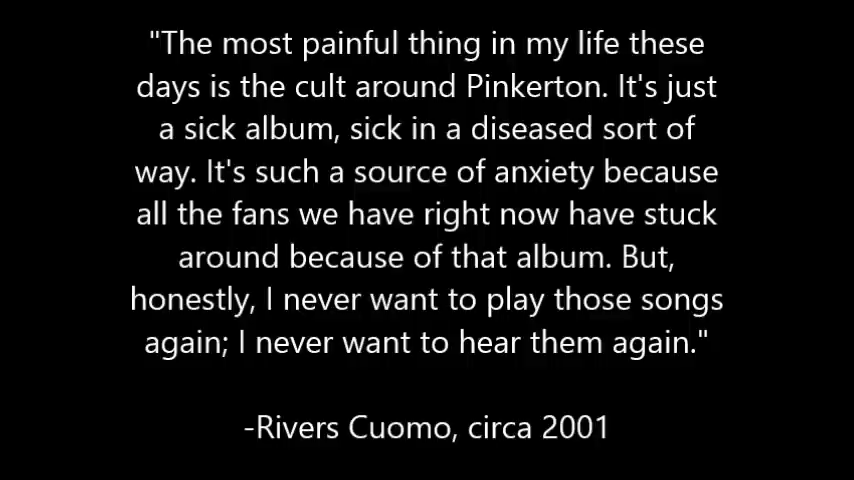 "The most painful thing in my life these
days is the cult around Pinkerton. It's just
a sick album, sick in a diseased sort of
way. It's such a source of anxiety because
all the fans we have right now have stuck
around because of that album. But,
honestly, I never want to play those songs
again; I never want to hear them again."
-Rivers Cuomo, circa 2001